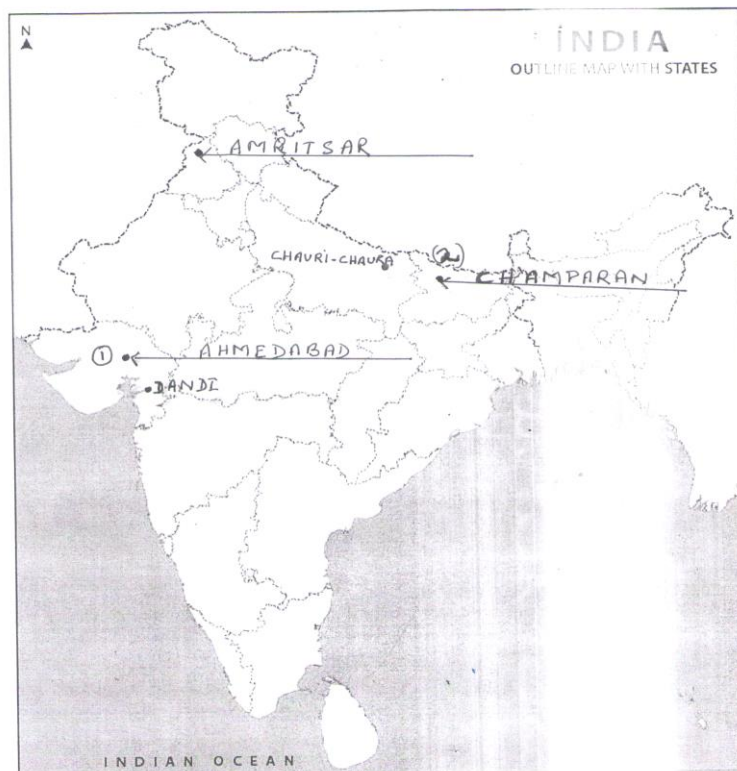 N
INDIA
OUTLINE MAP WITH STATES
AMRITSAR
CHAURI-CHAURA
(2)
CHAMPARAN
(1)
AHMEDABAD
DANDI
INDIAN OCEAN